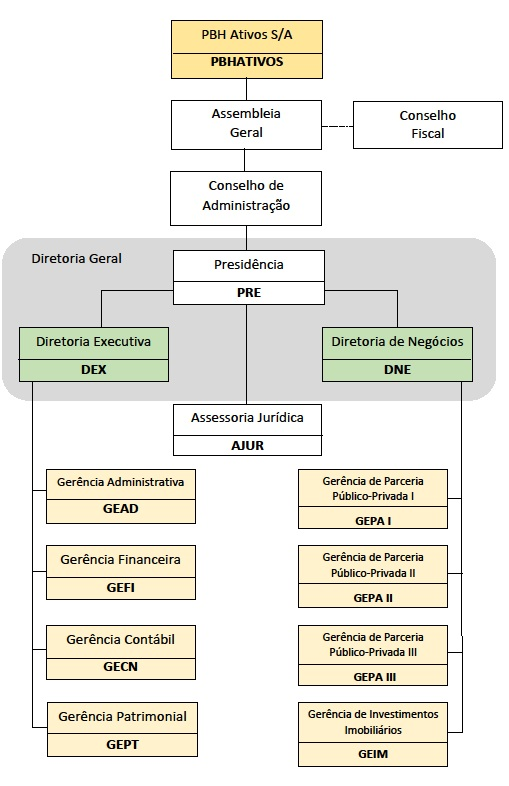 PBH Ativos S/A
PBHATIVOS
Assembleia
Geral
Conselho
Fiscal
Conselho de
Administração
Diretoria Geral
Presidência
PRE
Diretoria Executiva
DEX
Diretoria de Negócios
DNE
Assessoria Jurídica
AJUR
Gerência Administrativa
GEAD
Gerência Financeira
GEFI
Gerência Contábil
GECN
Gerência Patrimonial
GEPT
Gerência de Parceria
Público-Privada I
GEPA I
Gerência de Parceria
Público-Privada II
GEPA II
Gerência de Parceria
Público-Privada III
GEPA III
Gerência de Investimentos
Imobiliários
GEIM